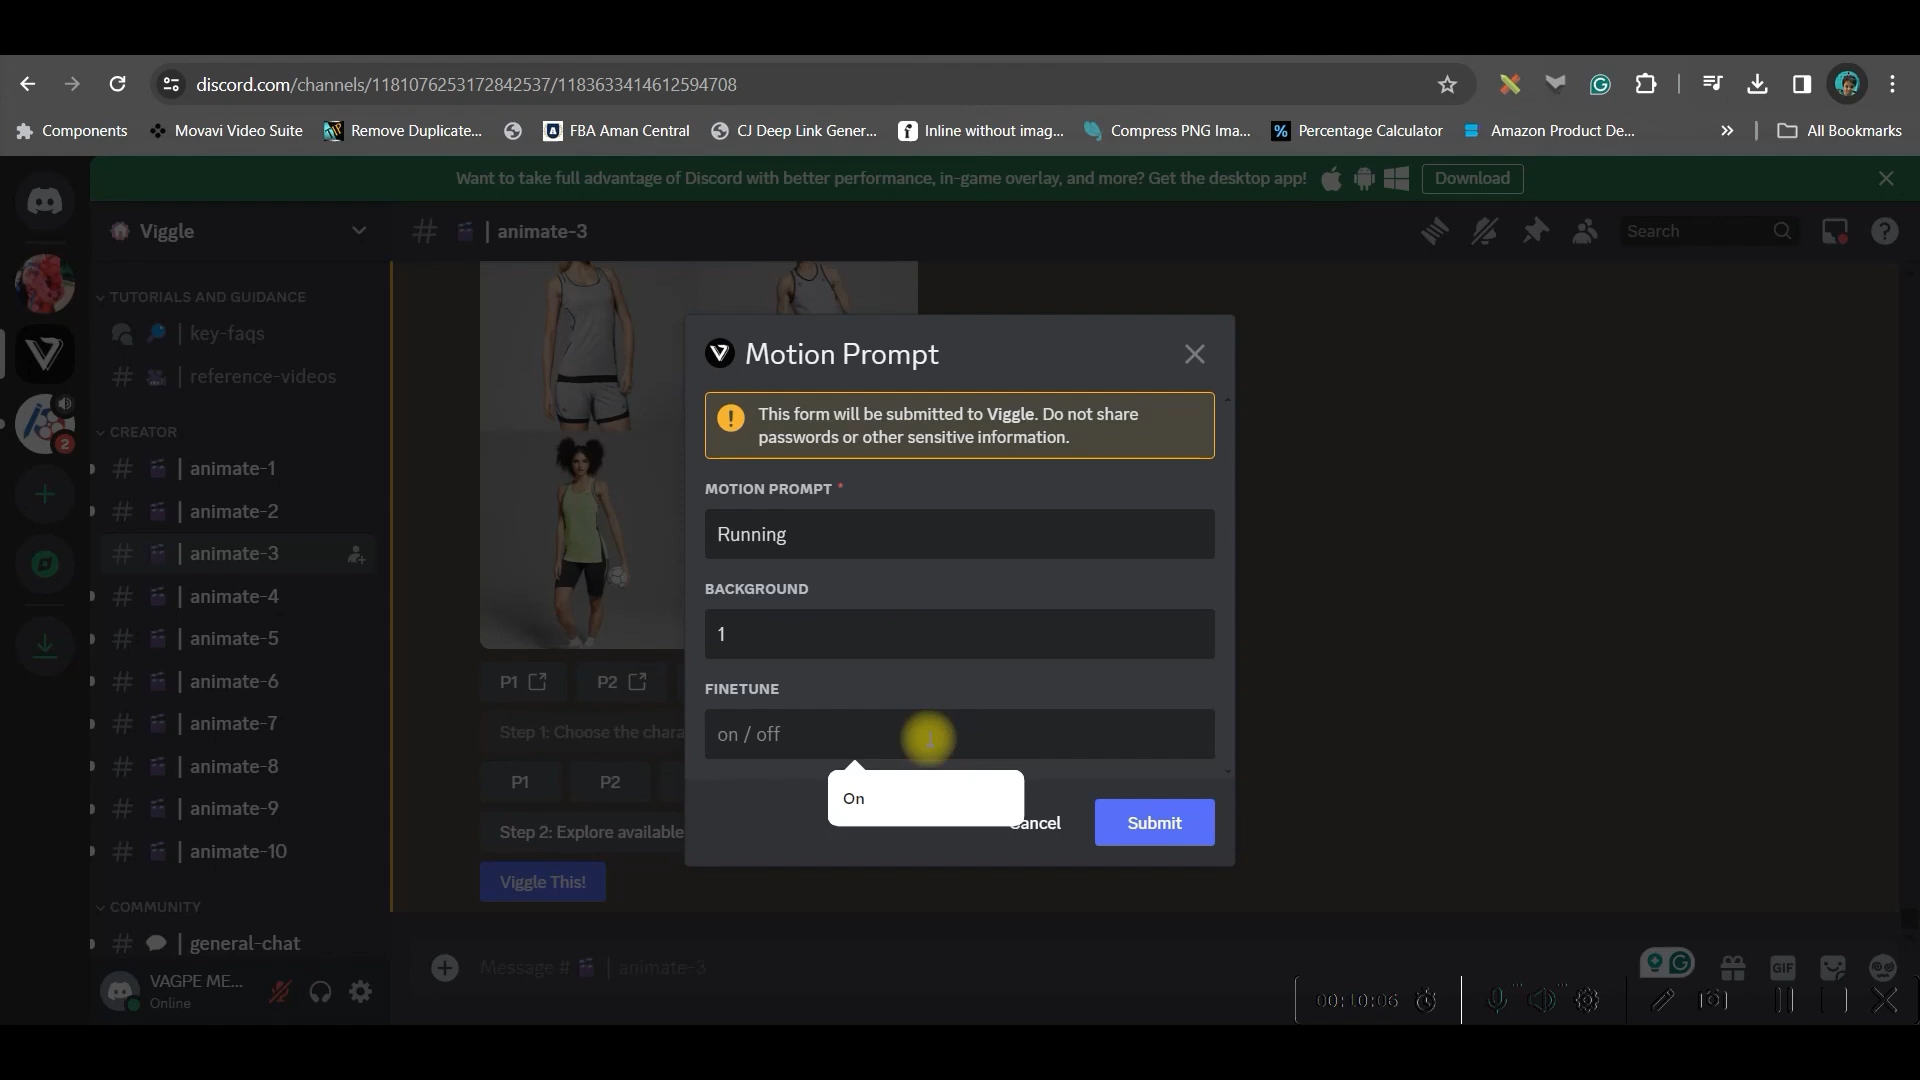 discord.com/channels/1181076253172842537/1183633414612594708
Components
Movavi Video Suite
Remove Duplicate...
FBA Aman Central
CJ Deep Link Gener...
Inline without imag...
Compress PNG Ima...
Percentage Calculator
Amazon Product De...
All Bookmarks
Want to take full advantage of Discord with better performance, in-game overlay, and more? Get the desktop app!
Download
Viggle
# | animate-3
Search
TUTORIALS AND GUIDANCE
| key-faqs
# | reference-videos
2
CREATOR
# | animate-1
# | animate-2
# | animate-3
# | animate-4
# | animate-5
# | animate-6
# | animate-7
# | animate-8
# | animate-9
# | animate-10
COMMUNITY
# | general-chat
VAGPE ME...
Online
Motion Prompt
This form will be submitted to Viggle. Do not share
passwords or other sensitive information.
MOTION PROMPT *
Running
BACKGROUND
1
FINETUNE
on / off
On
Cancel
Submit
P1
P2
Step 1: Choose the chara
P1
P2
Step 2: Explore available
Viggle This!
Message # | animate-3
GIF
00:10:06